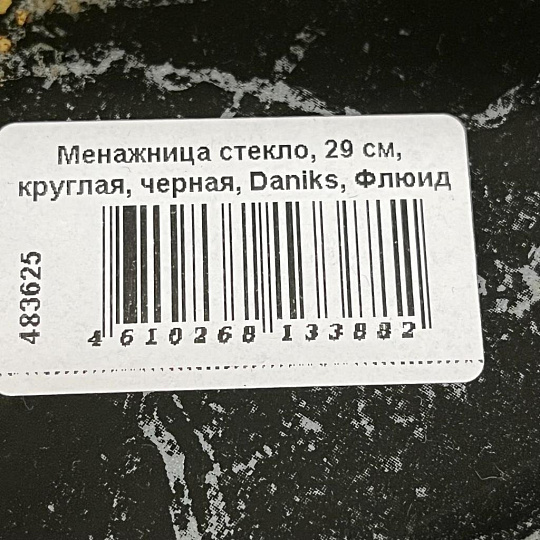 Менажница стекло, 29 см,
круглая, черная, Daniks, Флюид
483625
4 610268 133882